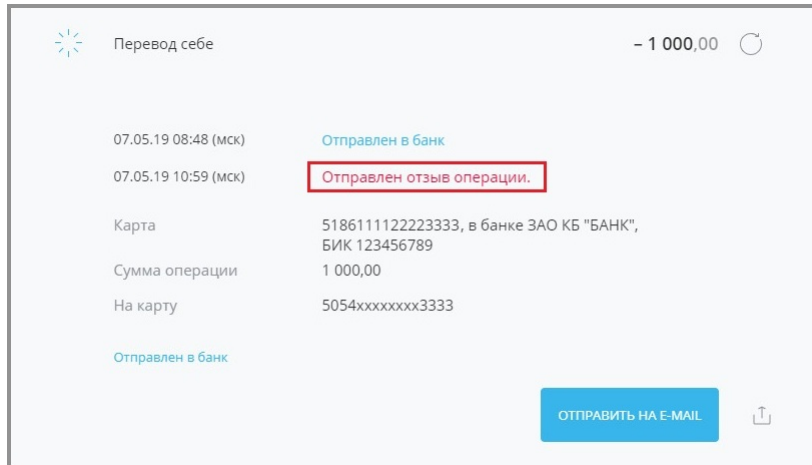 Перевод себе – 1 000,00
07.05.19 08:48 (мск) Отправлен в банк
07.05.19 10:59 (мск) Отправлен отзыв операции.
Карта 5186111122223333, в банке ЗАО КБ "БАНК",
БИК 123456789
Сумма операции 1 000,00
На карту 5054xxxxxxxx3333
Отправлен в банк
ОТПРАВИТЬ НА E-MAIL